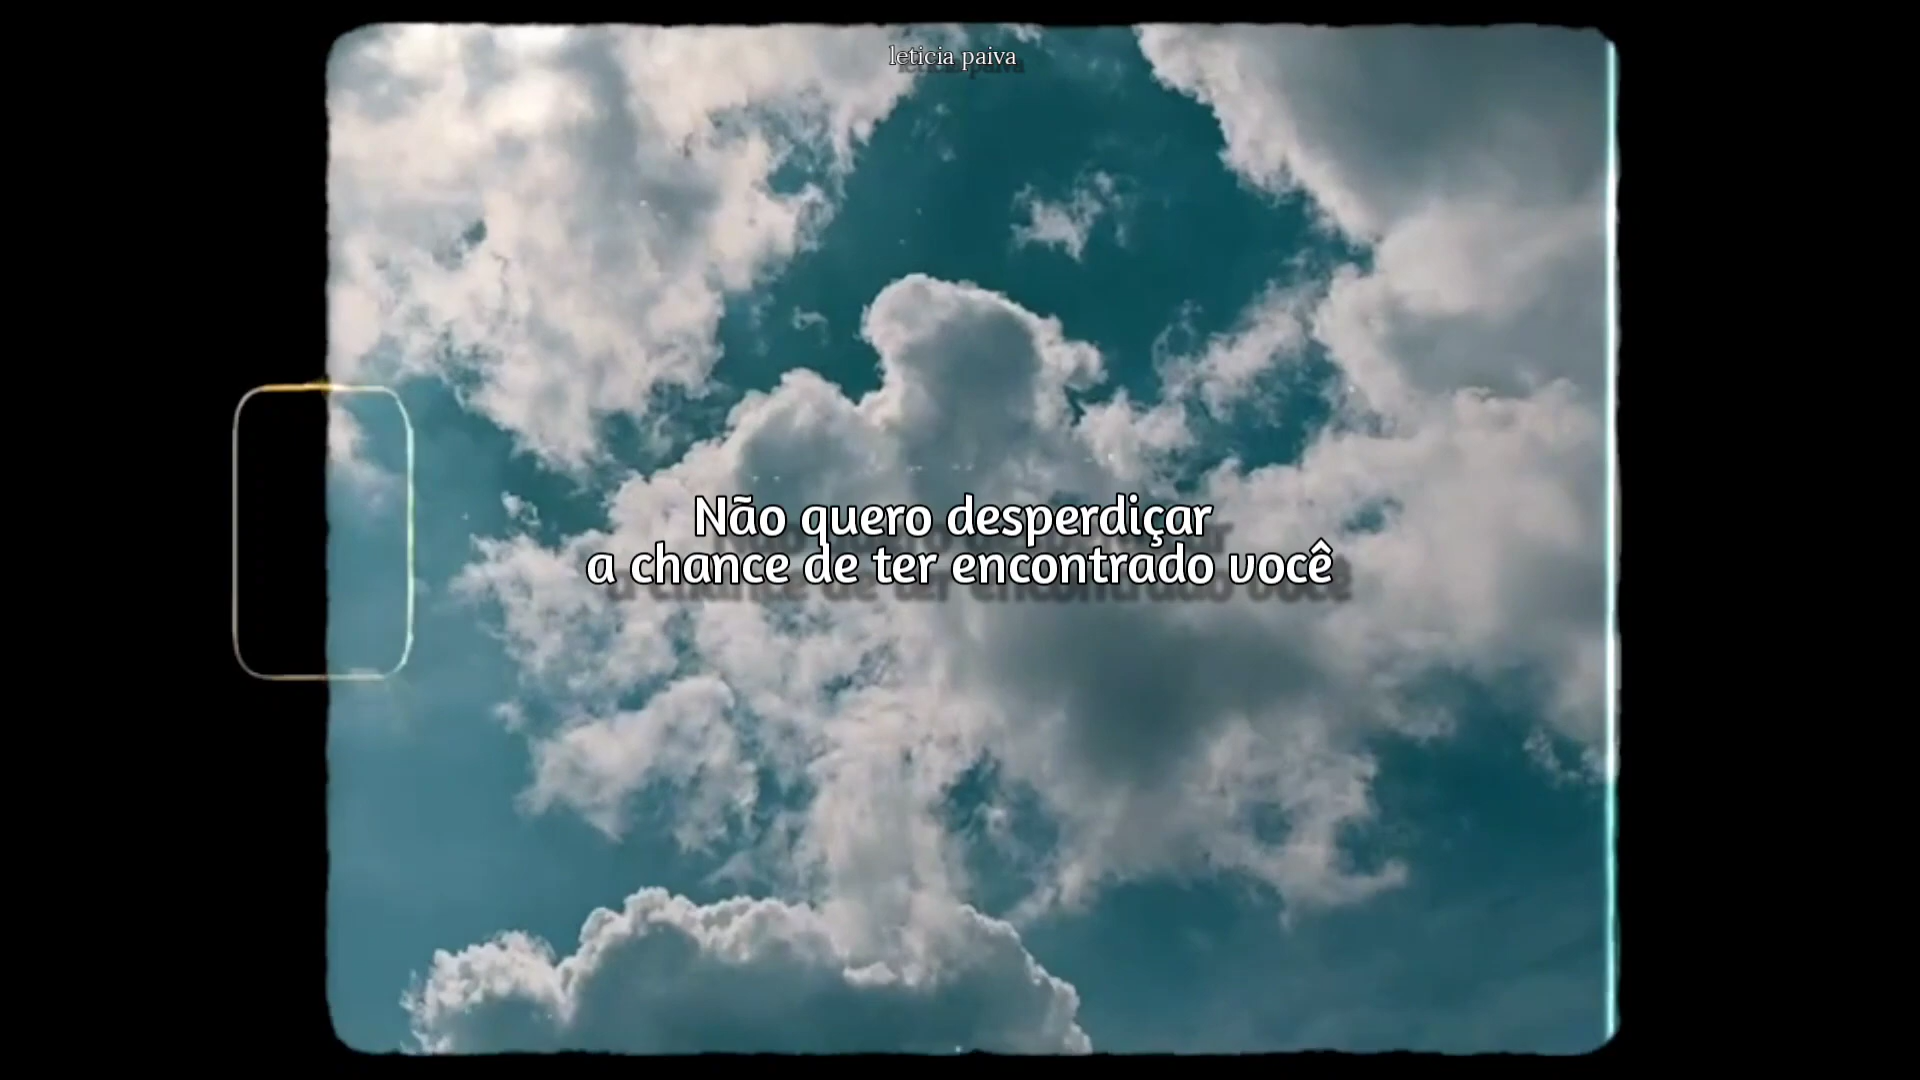 leticia paiva
Não quero desperdiçar
a chance de ter encontrado você